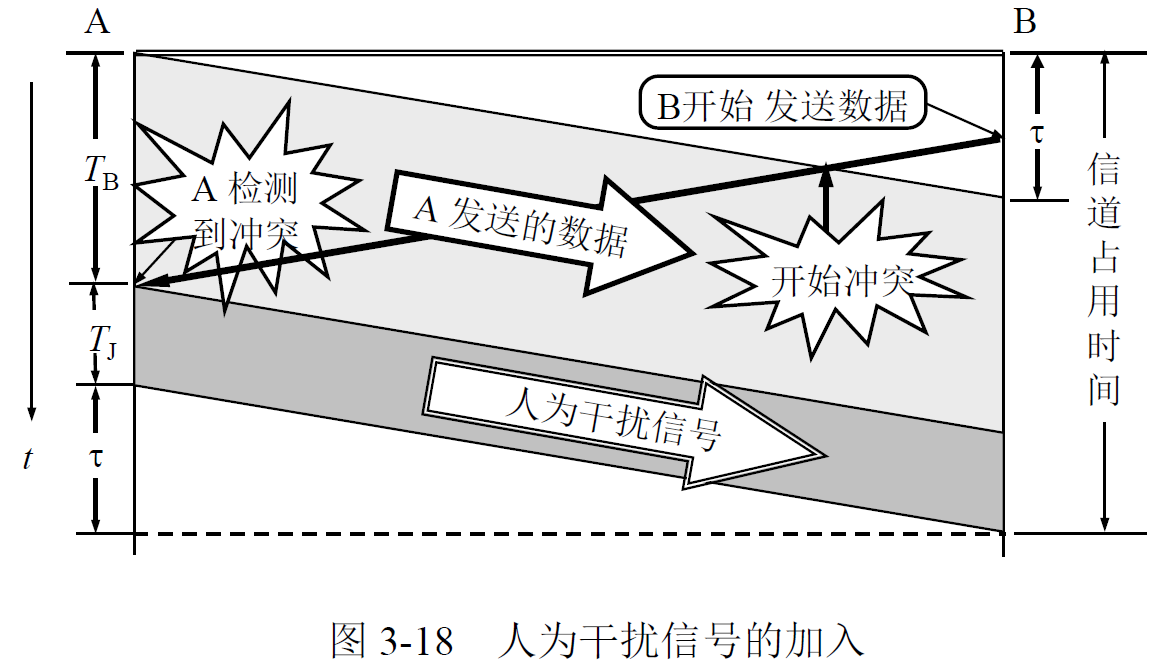 A
B
B开始 发送数据
τ
T_B
A 检测
到冲突
A 发送的数据
开始冲突
信道占用时间
T_J
人为干扰信号
t
τ
图 3-18 人为干扰信号的加入